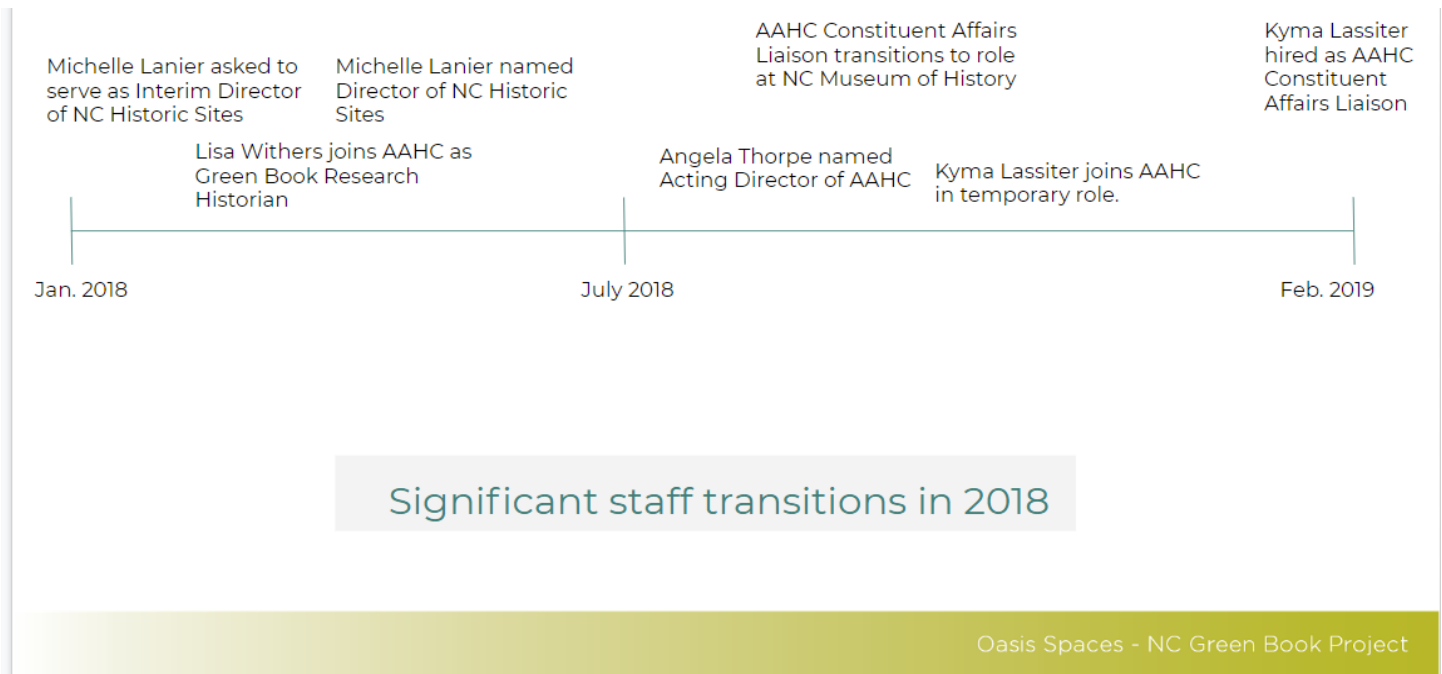 Michelle Lanier asked to
serve as Interim Director
of NC Historic Sites
Lisa Withers joins AAHC as
Green Book Research
Historian
Michelle Lanier named
Director of NC Historic
Sites
Angela Thorpe named
Acting Director of AAHC
AAHC Constituent Affairs
Liaison transitions to role
at NC Museum of History
Kyma Lassiter joins AAHC
in temporary role.
Kyma Lassiter
hired as AAHC
Constituent
Affairs Liaison
Jan. 2018
July 2018
Feb. 2019
Significant staff transitions in 2018
Oasis Spaces - NC Green Book Project